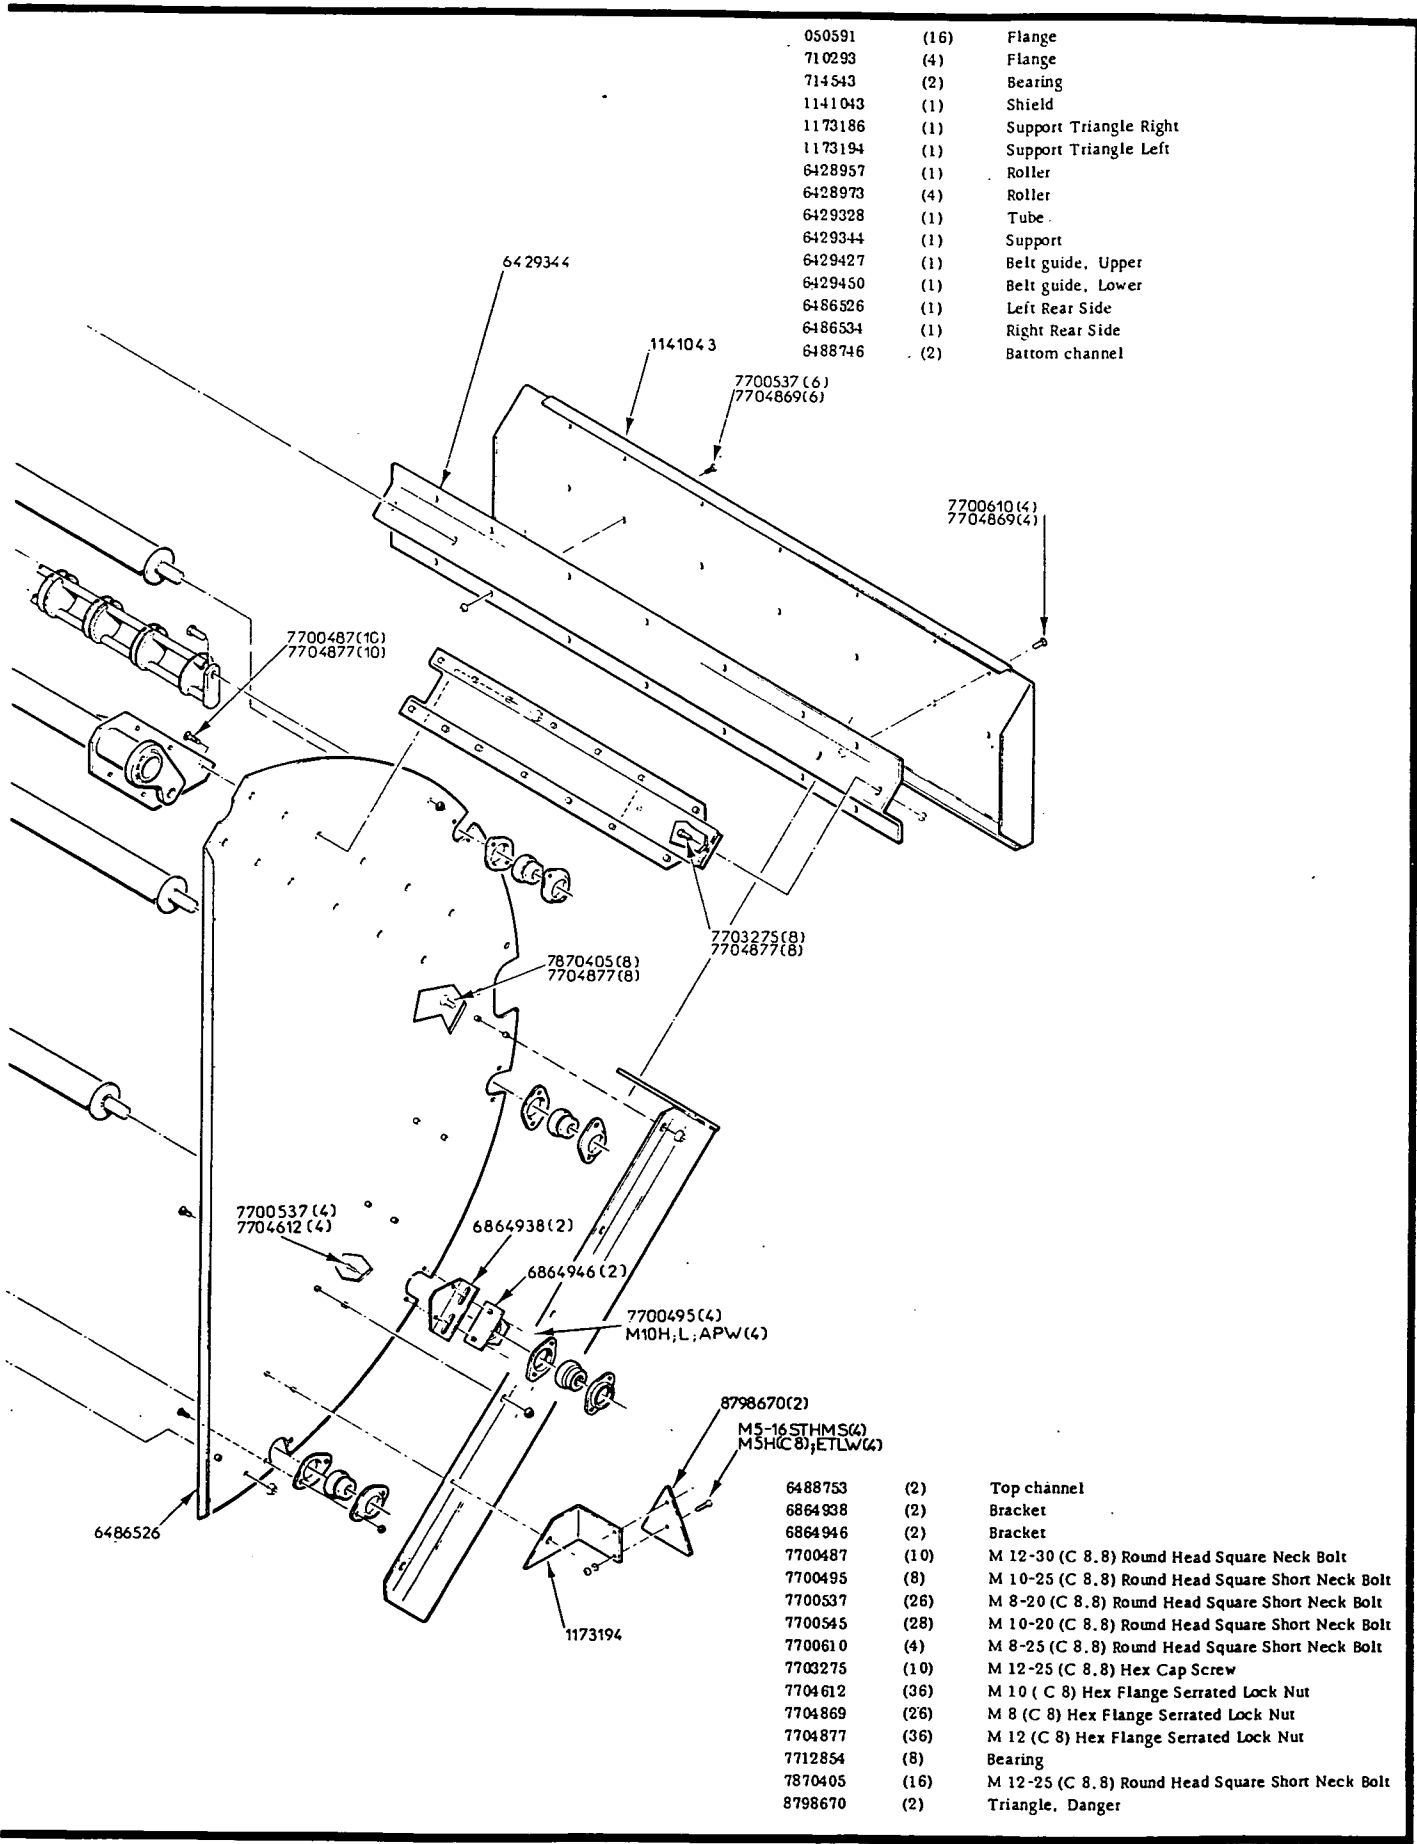 050591 (16) Flange
710293 (4) Flange
714543 (2) Bearing
1141043 (1) Shield
1173186 (1) Support Triangle Right
1173194 (1) Support Triangle Left
6428957 (1) Roller
6428973 (4) Roller
6429328 (1) Tube
6429344 (1) Support
6429427 (1) Belt guide, Upper
6429450 (1) Belt guide, Lower
6486526 (1) Left Rear Side
6486534 (1) Right Rear Side
6488746 (2) Battom channel
6429344
1141043
7700537(6)
7704869(6)
7700610(4)
7704869(4)
7700487(10)
7704877(10)
7703275(8)
7704877(8)
7870405(8)
7704877(8)
7700537(4)
7704612(4)
6864938(2)
6864946(2)
7700495(4)
M10H;L;APW(4)
8798670(2)
M5-16STHMS(4)
M5H(C8);ETLW(4)
6486526
1173194
6488753 (2) Top channel
6864938 (2) Bracket
6864946 (2) Bracket
7700487 (10) M 12-30 (C 8.8) Round Head Square Neck Bolt
7700495 (8) M 10-25 (C 8.8) Round Head Square Short Neck Bolt
7700537 (26) M 8-20 (C 8.8) Round Head Square Short Neck Bolt
7700545 (28) M 10-20 (C 8.8) Round Head Square Short Neck Bolt
7700610 (4) M 8-25 (C 8.8) Round Head Square Short Neck Bolt
7703275 (10) M 12-25 (C 8.8) Hex Cap Screw
7704612 (36) M 10 ( C 8) Hex Flange Serrated Lock Nut
7704869 (26) M 8 (C 8) Hex Flange Serrated Lock Nut
7704877 (36) M 12 (C 8) Hex Flange Serrated Lock Nut
7712854 (8) Bearing
7870405 (16) M 12-25 (C 8.8) Round Head Square Short Neck Bolt
8798670 (2) Triangle, Danger